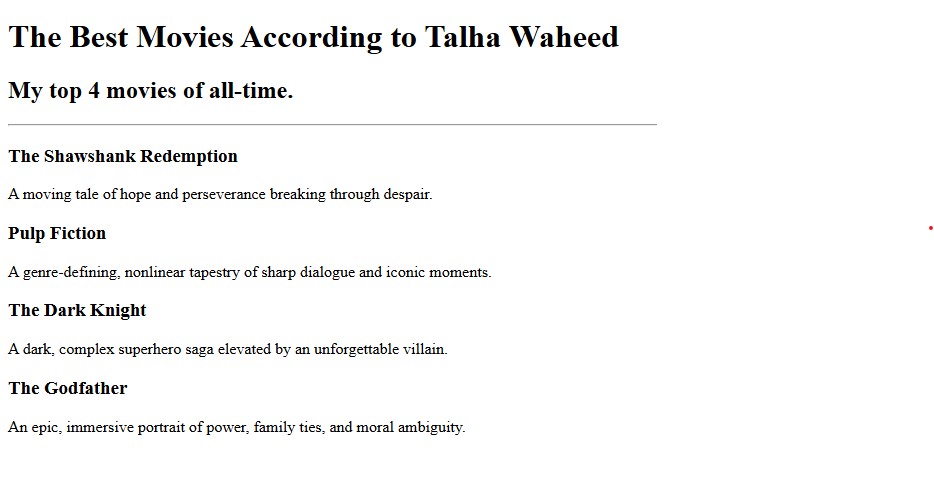 The Best Movies According to Talha Waheed
My top 4 movies of all-time.
The Shawshank Redemption
A moving tale of hope and perseverance breaking through despair.
Pulp Fiction
A genre-defining, nonlinear tapestry of sharp dialogue and iconic moments.
The Dark Knight
A dark, complex superhero saga elevated by an unforgettable villain.
The Godfather
An epic, immersive portrait of power, family ties, and moral ambiguity.